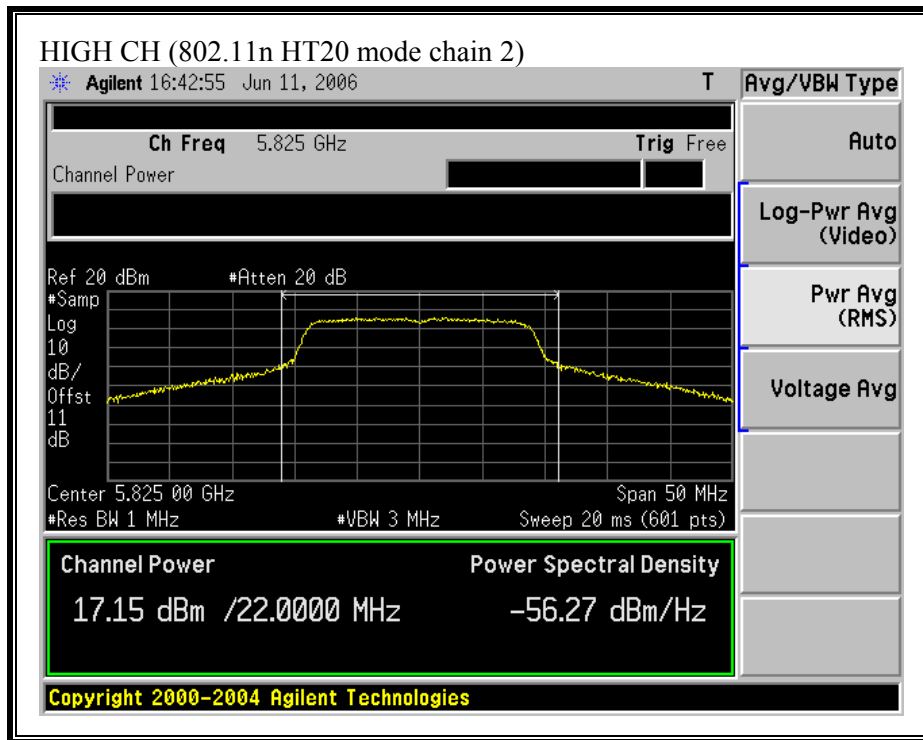 HIGH CH (802.11n HT20 mode chain 2)
Agilent 16:42:55 Jun 11, 2006 T
Avg/VBW Type
Ch Freq 5.825 GHz Trig Free
Channel Power
Auto
Log-Pwr Avg
(Video)
Pwr Avg
(RMS)
Voltage Avg
Ref 20 dBm #Atten 20 dB
#Samp
Log
10
dB/
Offst
11
dB
Center 5.825 00 GHz Span 50 MHz
#Res BW 1 MHz #VBW 3 MHz Sweep 20 ms (601 pts)
Channel Power Power Spectral Density
17.15 dBm /22.0000 MHz -56.27 dBm/Hz
Copyright 2000-2004 Agilent Technologies